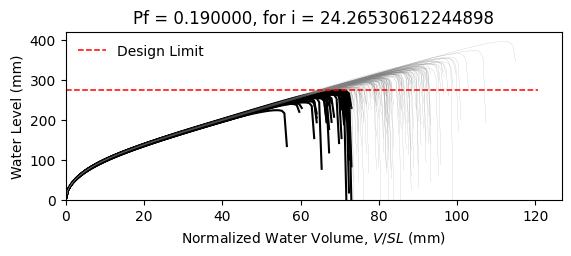 Pf = 0.190000, for i = 24.26530612244898
Water Level (mm)
400
300
200
100
0
Design Limit
0 20 40 60 80 100 120
Normalized Water Volume, V/SL (mm)